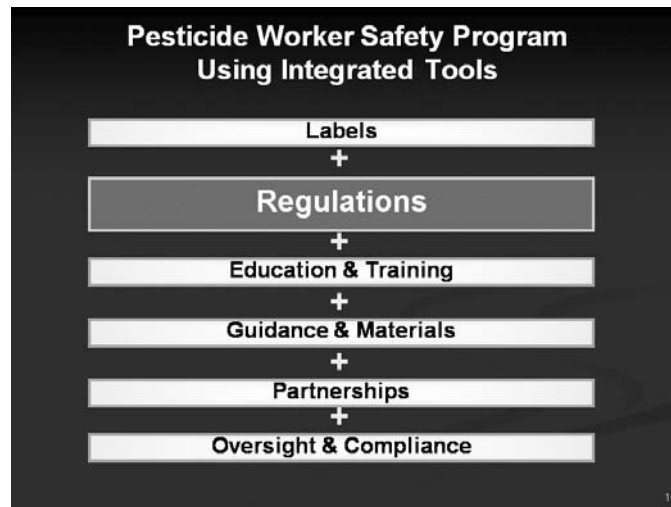 Pesticide Worker Safety Program
Using Integrated Tools
Labels
+
Regulations
+
Education & Training
+
Guidance & Materials
+
Partnerships
+
Oversight & Compliance